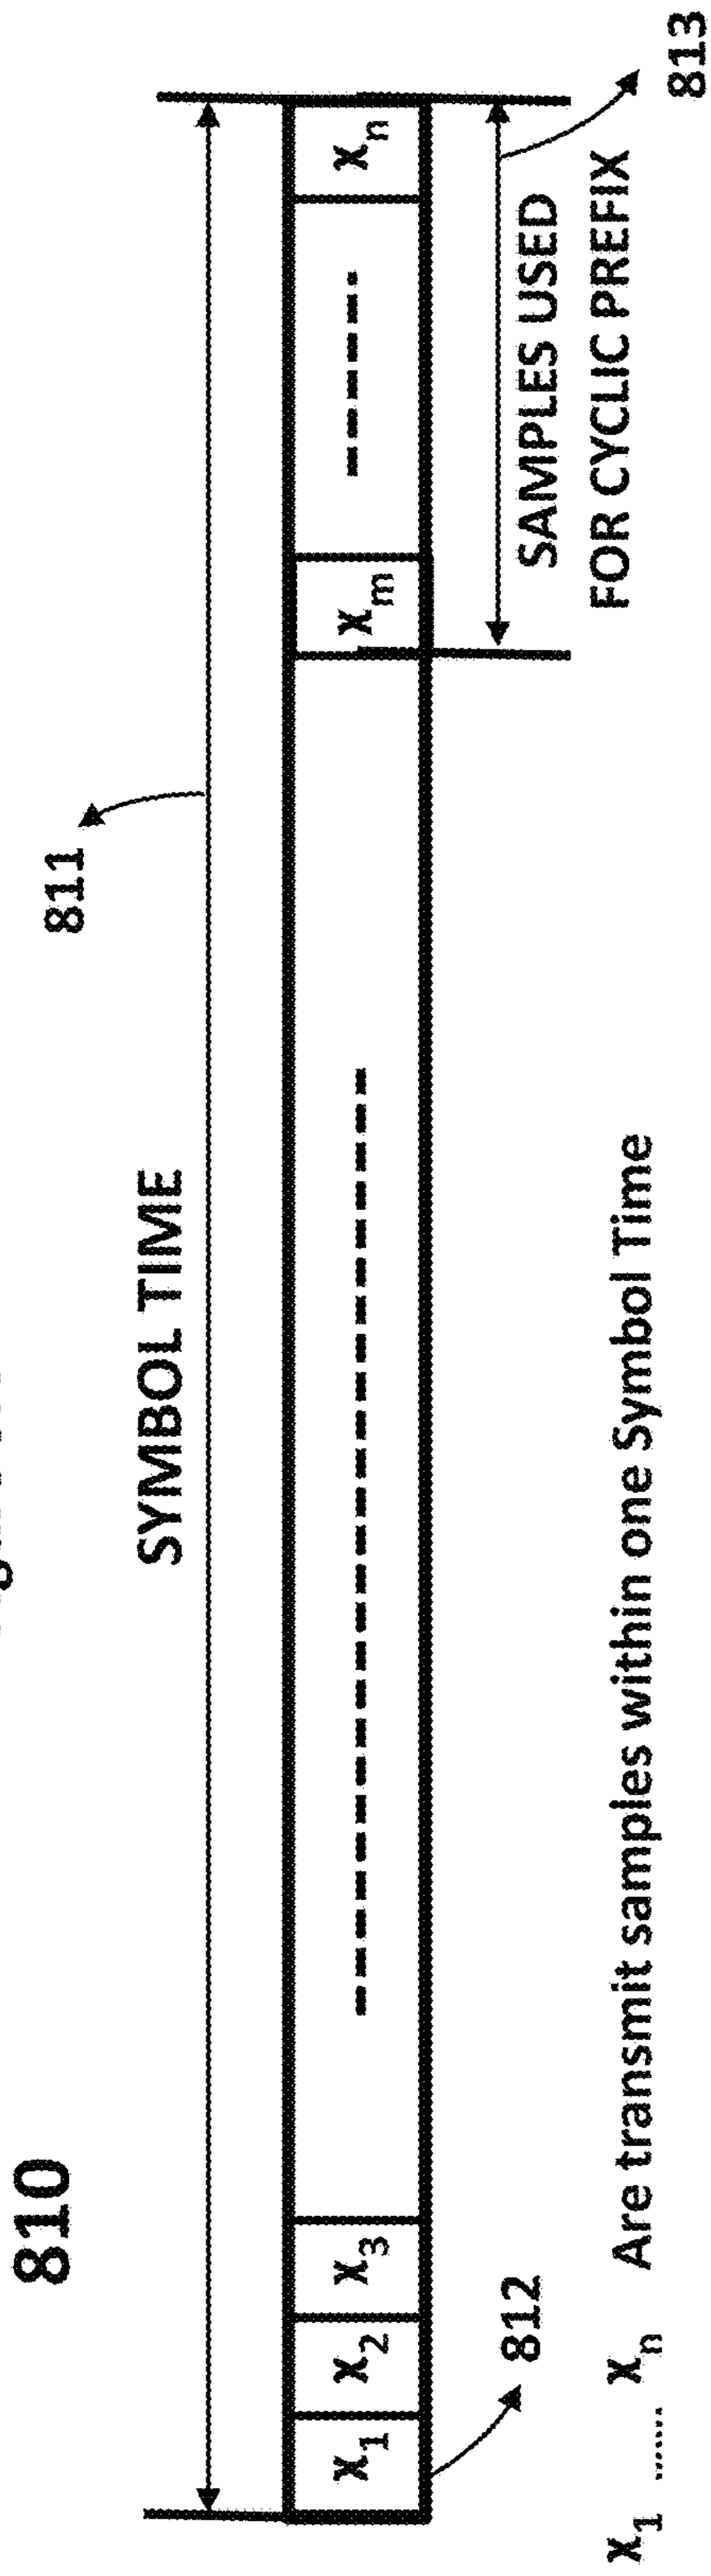 810
811
SYMBOL TIME
X1 X2 X3 Xm Xn
812
SAMPLES USED
FOR CYCLIC PREFIX
813
X1 ...... Xn Are transmit samples within one Symbol Time